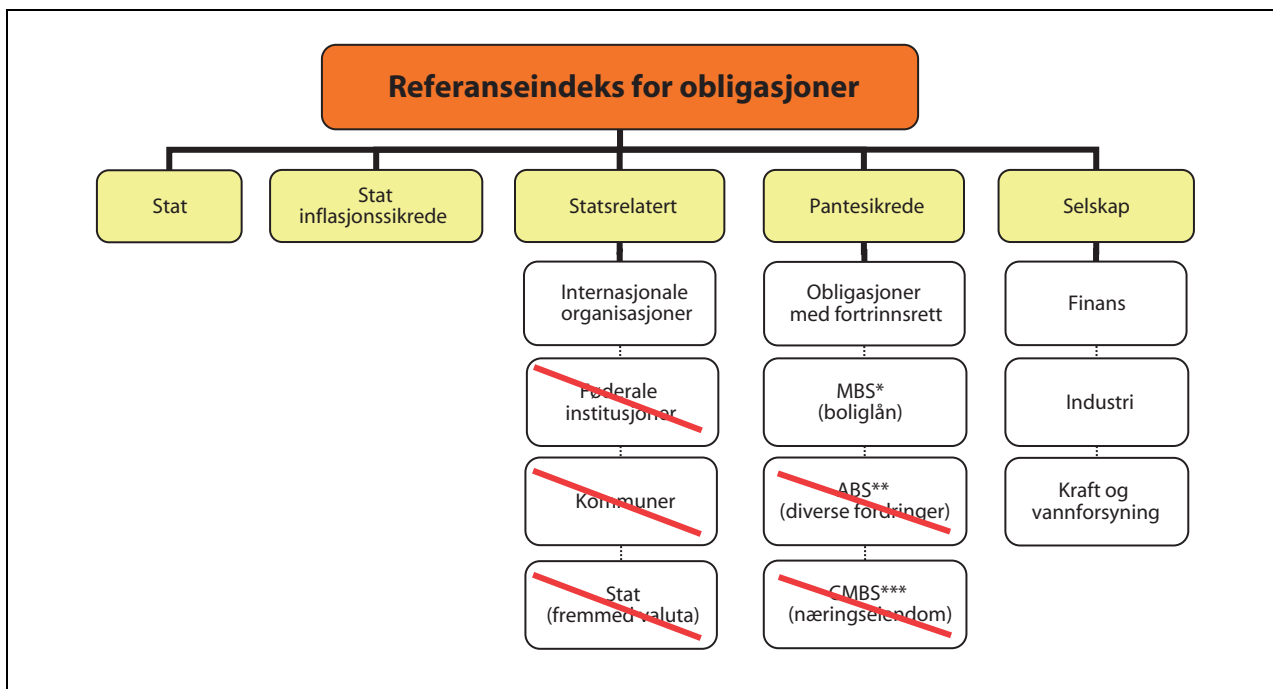 Referanseindeks for obligasjoner
Stat
Stat
inflasjonssikrede
Statsrelatert
Pantesikrede
Selskap
Internasjonale
organisasjoner
Obligasjoner
med fortrinnsrett
Finans
Føderale
institusjoner
MBS*
(boliglån)
Industri
Kommuner
ABS**
(diverse fordringer)
Kraft og
vannforsyning
Stat
(fremmed valuta)
CMBS***
(næringseiendom)